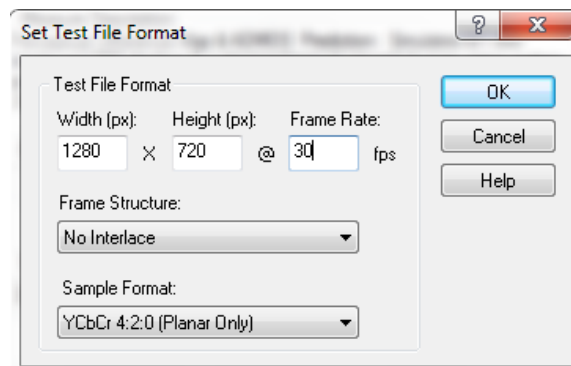 Set Test File Format
Test File Format
Width (px): Height (px): Frame Rate:
1280 X 720 @ 30 fps
Frame Structure:
No Interlace
Sample Format:
YCbCr 4:2:0 (Planar Only)
OK
Cancel
Help